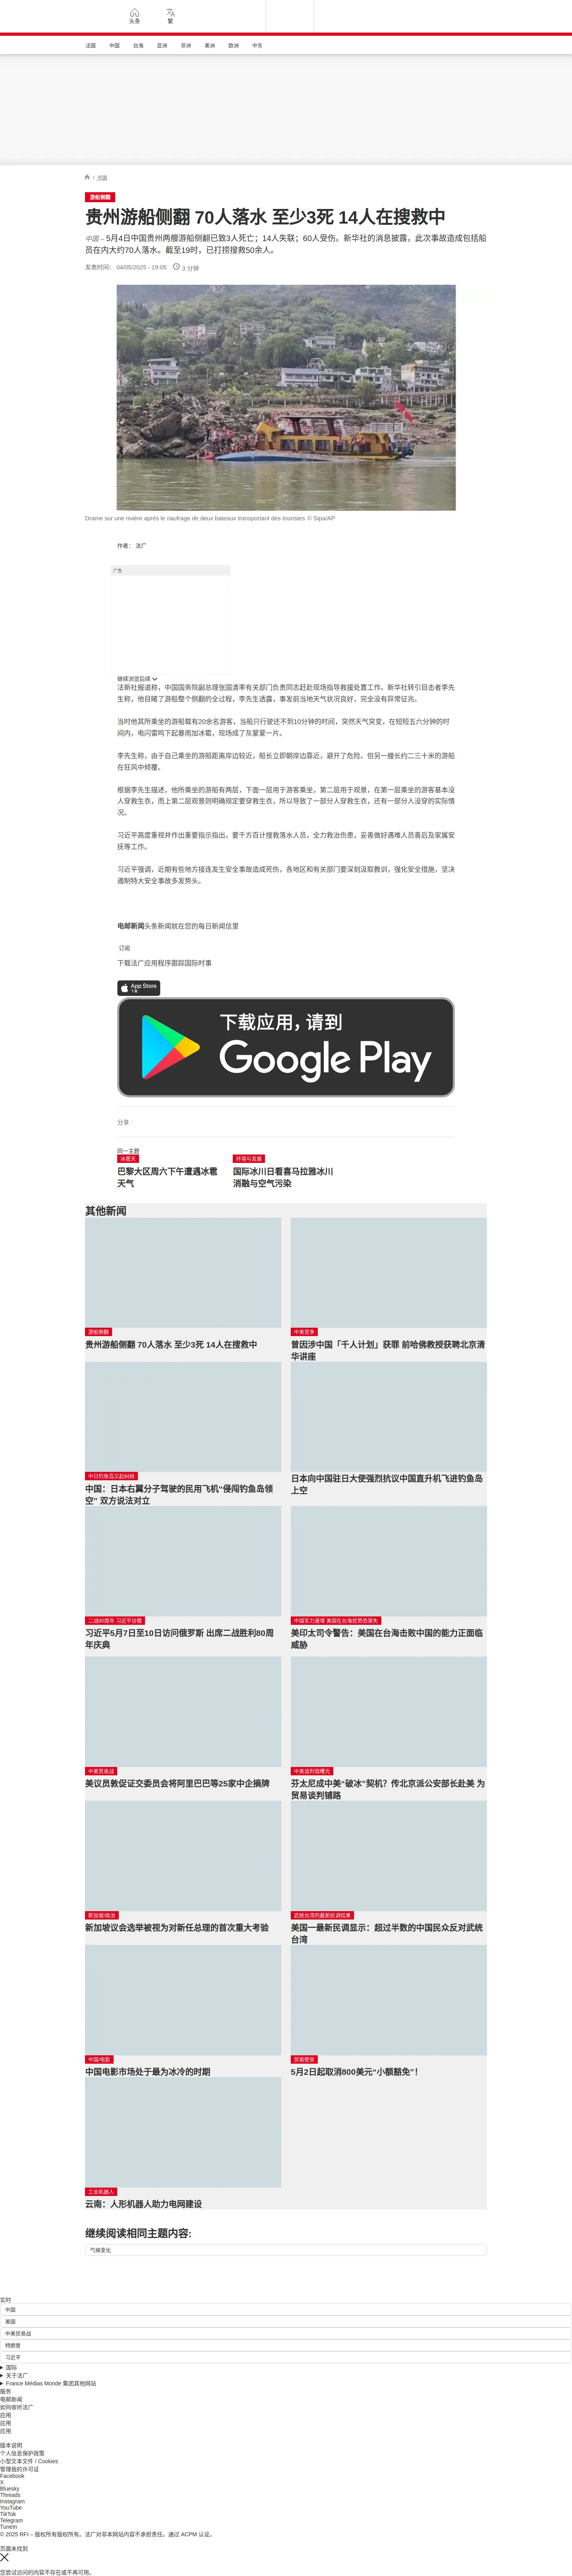 头条
繁
法国
中国
台海
亚洲
非洲
美洲
欧洲
中东
/ 中国
游船侧翻
贵州游船侧翻 70人落水 至少3死 14人在搜救中
中国 – 5月4日中国贵州两艘游船侧翻已致3人死亡；14人失联；60人受伤。新华社的消息披露，此次事故造成包括船
员在内大约70人落水。截至19时，已打捞搜救50余人。
发表时间： 04/05/2025 - 19:05
3 分钟
Drame sur une rivière après le naufrage de deux bateaux transportant des touristes © Sipa/AP
作者： 法广
广告
继续浏览后续
法新社报道称，中国国务院副总理张国清率有关部门负责同志赶赴现场指导救援处置工作。新华社转引目击者李先
生称，他目睹了游船整个侧翻的全过程，李先生透露，事发前当地天气状况良好，完全没有异常征兆。
当时他其所乘坐的游船载有20余名游客，当船只行驶还不到10分钟的时间，突然天气突变，在短短五六分钟的时
间内，电闪雷鸣下起暴雨加冰雹，现场成了灰蒙蒙一片。
李先生称，由于自己乘坐的游船距离岸边较近，船长立即朝岸边靠近，避开了危险。但另一艘长约二三十米的游船
在狂风中倾覆。
根据李先生描述，他所乘坐的游船有两层，下面一层用于游客乘坐，第二层用于观景，在第一层乘坐的游客基本没
人穿救生衣，而上第二层观景则明确规定要穿救生衣，所以导致了一部分人穿救生衣，还有一部分人没穿的实际情
况。
习近平高度重视并作出重要指示指出，要千方百计搜救落水人员，全力救治伤患，妥善做好遇难人员善后及家属安
抚等工作。
习近平强调，近期有些地方接连发生安全事故造成死伤，各地区和有关部门要深刻汲取教训，强化安全措施，坚决
遏制特大安全事故多发势头。
电邮新闻头条新闻就在您的每日新闻信里
订阅
下载法广应用程序跟踪国际时事
App Store
下载
下载应用，请到
Google Play
分享 :
同一主题
冰雹天
巴黎大区周六下午遭遇冰雹
天气
环境与发展
国际冰川日看喜马拉雅冰川
消融与空气污染
其他新闻
游船侧翻
贵州游船侧翻 70人落水 至少3死 14人在搜救中
中美竞争
曾因涉中国「千人计划」获罪 前哈佛教授获聘北京清
华讲座
中日钓鱼岛又起纠纷
中国：日本右翼分子驾驶的民用飞机“侵闯钓鱼岛领
空” 双方说法对立
日本向中国驻日大使强烈抗议中国直升机飞进钓鱼岛
上空
二战80周年 习近平访俄
习近平5月7日至10日访问俄罗斯 出席二战胜利80周
年庆典
中国军力速增 美国在台海优势恐渐失
美印太司令警告：美国在台海击败中国的能力正面临
威胁
中美贸易战
美议员敦促证交委员会将阿里巴巴等25家中企摘牌
中美谈判现曙光
芬太尼成中美“破冰”契机？传北京派公安部长赴美 为
贸易谈判铺路
新加坡/政治
新加坡议会选举被视为对新任总理的首次重大考验
武统台湾的最新民调结果
美国一最新民调显示：超过半数的中国民众反对武统
台湾
中国/电影
中国电影市场处于最为冰冷的时期
贸易壁垒
5月2日起取消800美元“小额豁免”！
工业机器人
云南：人形机器人助力电网建设
继续阅读相同主题内容:
气候变化
实时
中国
美国
中美贸易战
特朗普
习近平
国际
关于法广
France Médias Monde 集团其他网站
服务
电邮新闻
如何收听法广
应用
应用
应用
版本说明
个人信息保护政策
小型文本文件 / Cookies
管理我的许可证
Facebook
X
Bluesky
Threads
Instagram
YouTube
TikTok
Telegram
TuneIn
© 2025 RFI – 版权所有版权所有。法广对非本网站内容不承担责任。通过 ACPM 认证。
页面未找到
您尝试访问的内容不存在或不再可用。